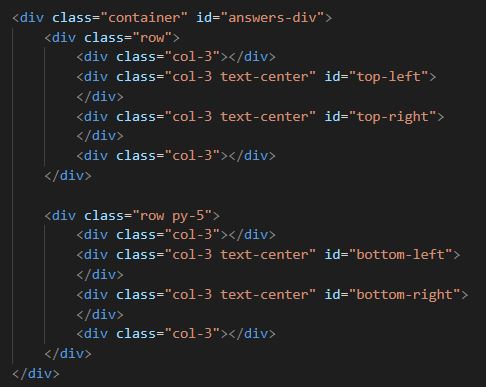 <div class="container" id="answers-div">
    <div class="row">
        <div class="col-3"></div>
        <div class="col-3 text-center" id="top-left">
        </div>
        <div class="col-3 text-center" id="top-right">
        </div>
        <div class="col-3"></div>
    </div>

    <div class="row py-5">
        <div class="col-3"></div>
        <div class="col-3 text-center" id="bottom-left">
        </div>
        <div class="col-3 text-center" id="bottom-right">
        </div>
        <div class="col-3"></div>
    </div>
</div>